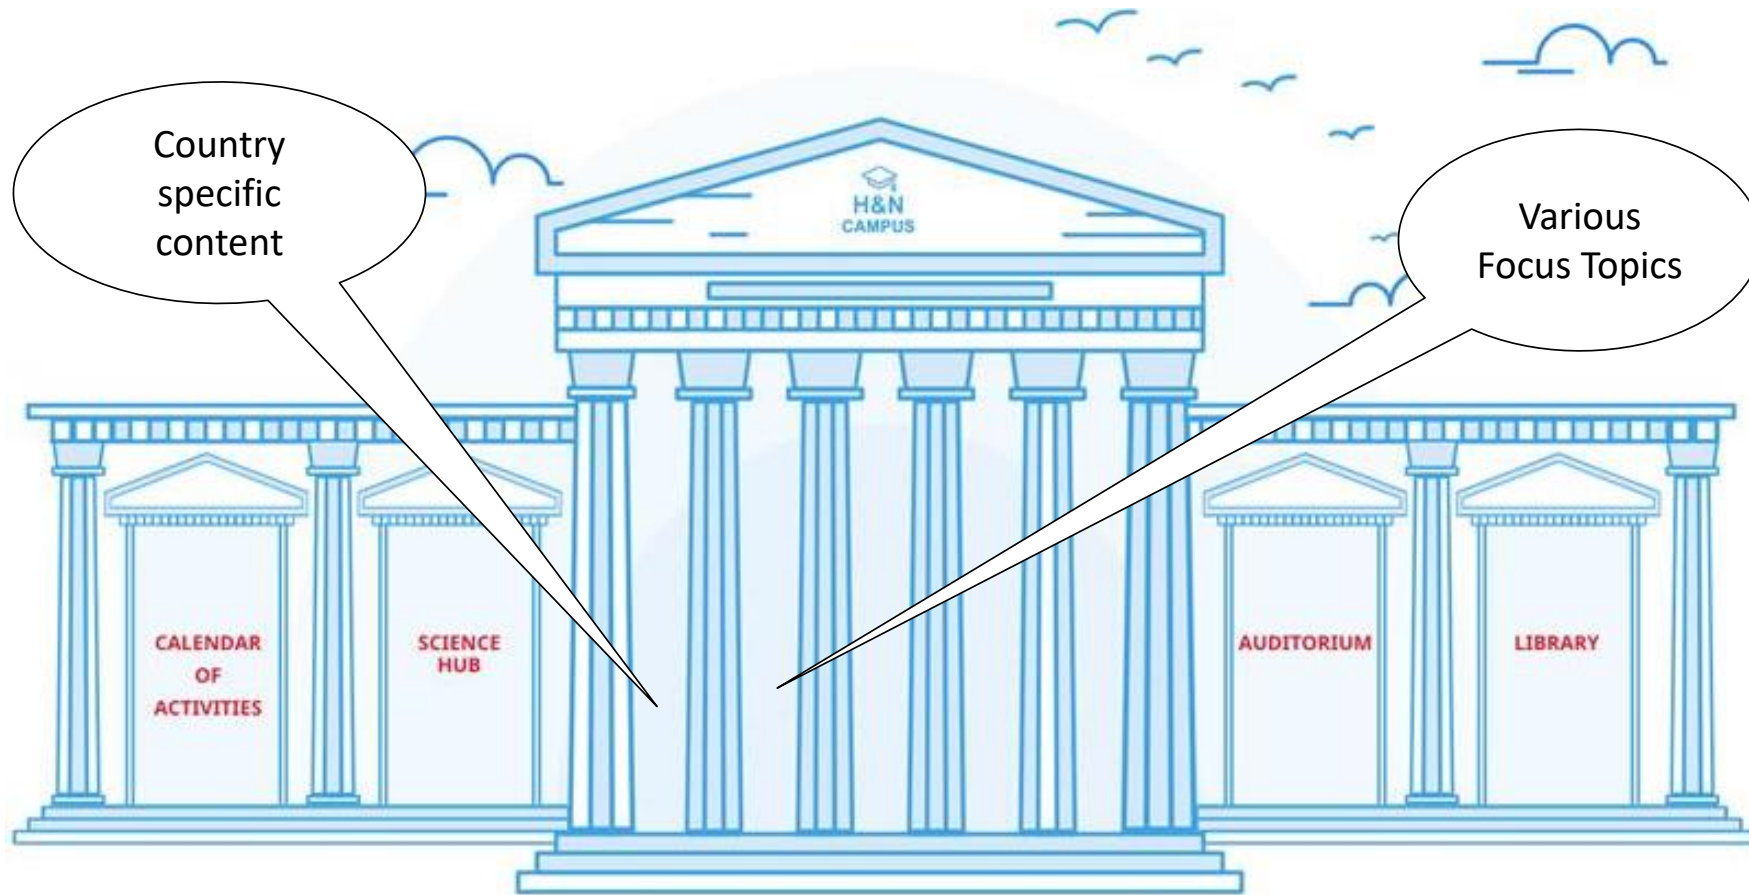 Country
specific
content
Various
Focus Topics
H&N
CAMPUS
CALENDAR
OF
ACTIVITIES
SCIENCE
HUB
AUDITORIUM
LIBRARY